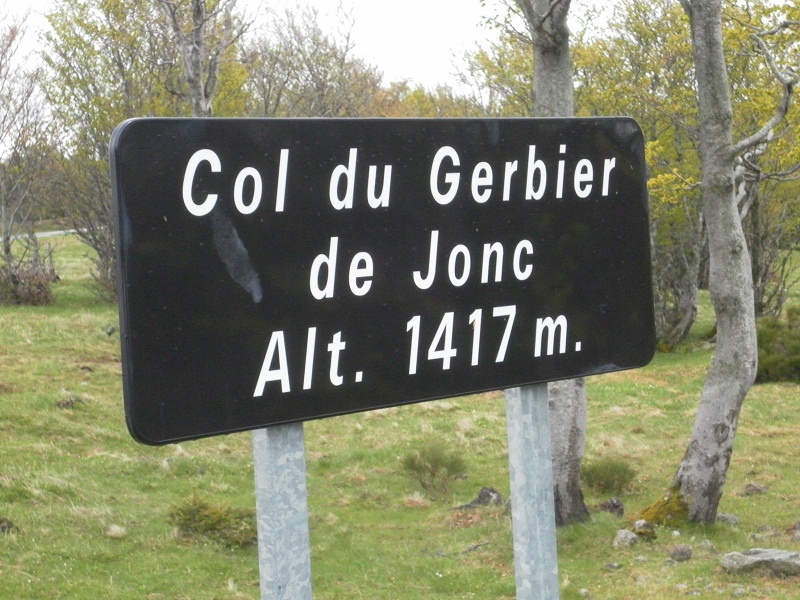 Col du Gerbier
de Jonc
Alt. 1417 m.